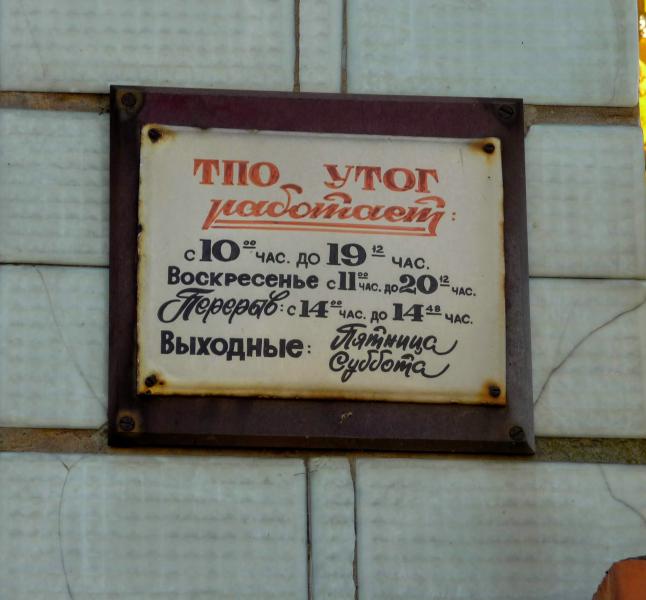 ТПО УТОГ
работает:
с 10 00 час. до 19 12 час.
Воскресенье с 11 00 час. до 20 12 час.
Перерыв: с 14 00 час. до 14 48 час.
Выходные: Пятница
Суббота